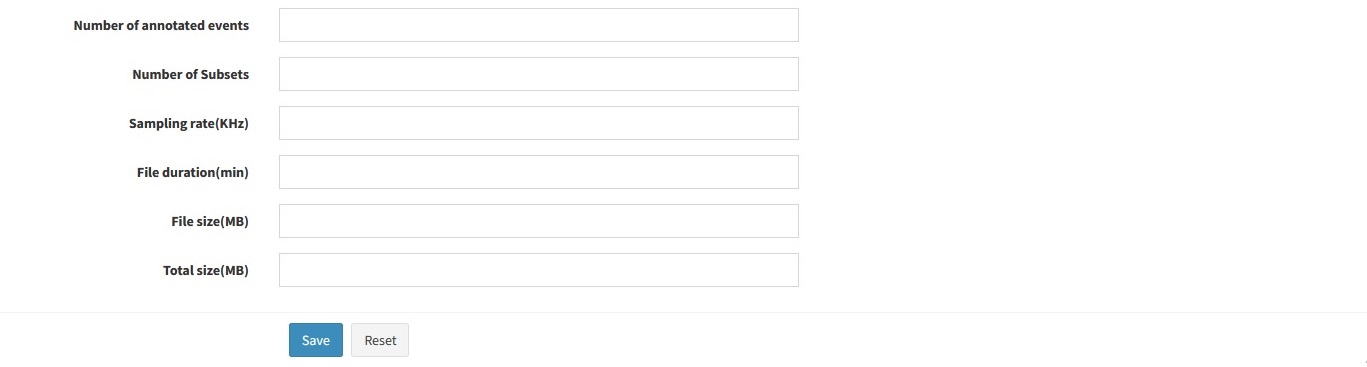 Number of annotated events
Number of Subsets
Sampling rate(KHz)
File duration(min)
File size(MB)
Total size(MB)
Save Reset